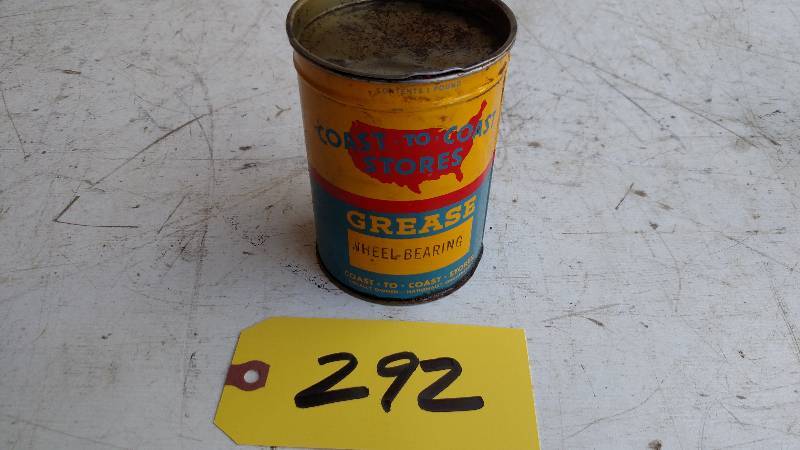 CONTENTS 1 POUND
COAST · TO · COAST
STORES
GREASE
WHEEL BEARING
COAST · TO · COAST · STORES
292